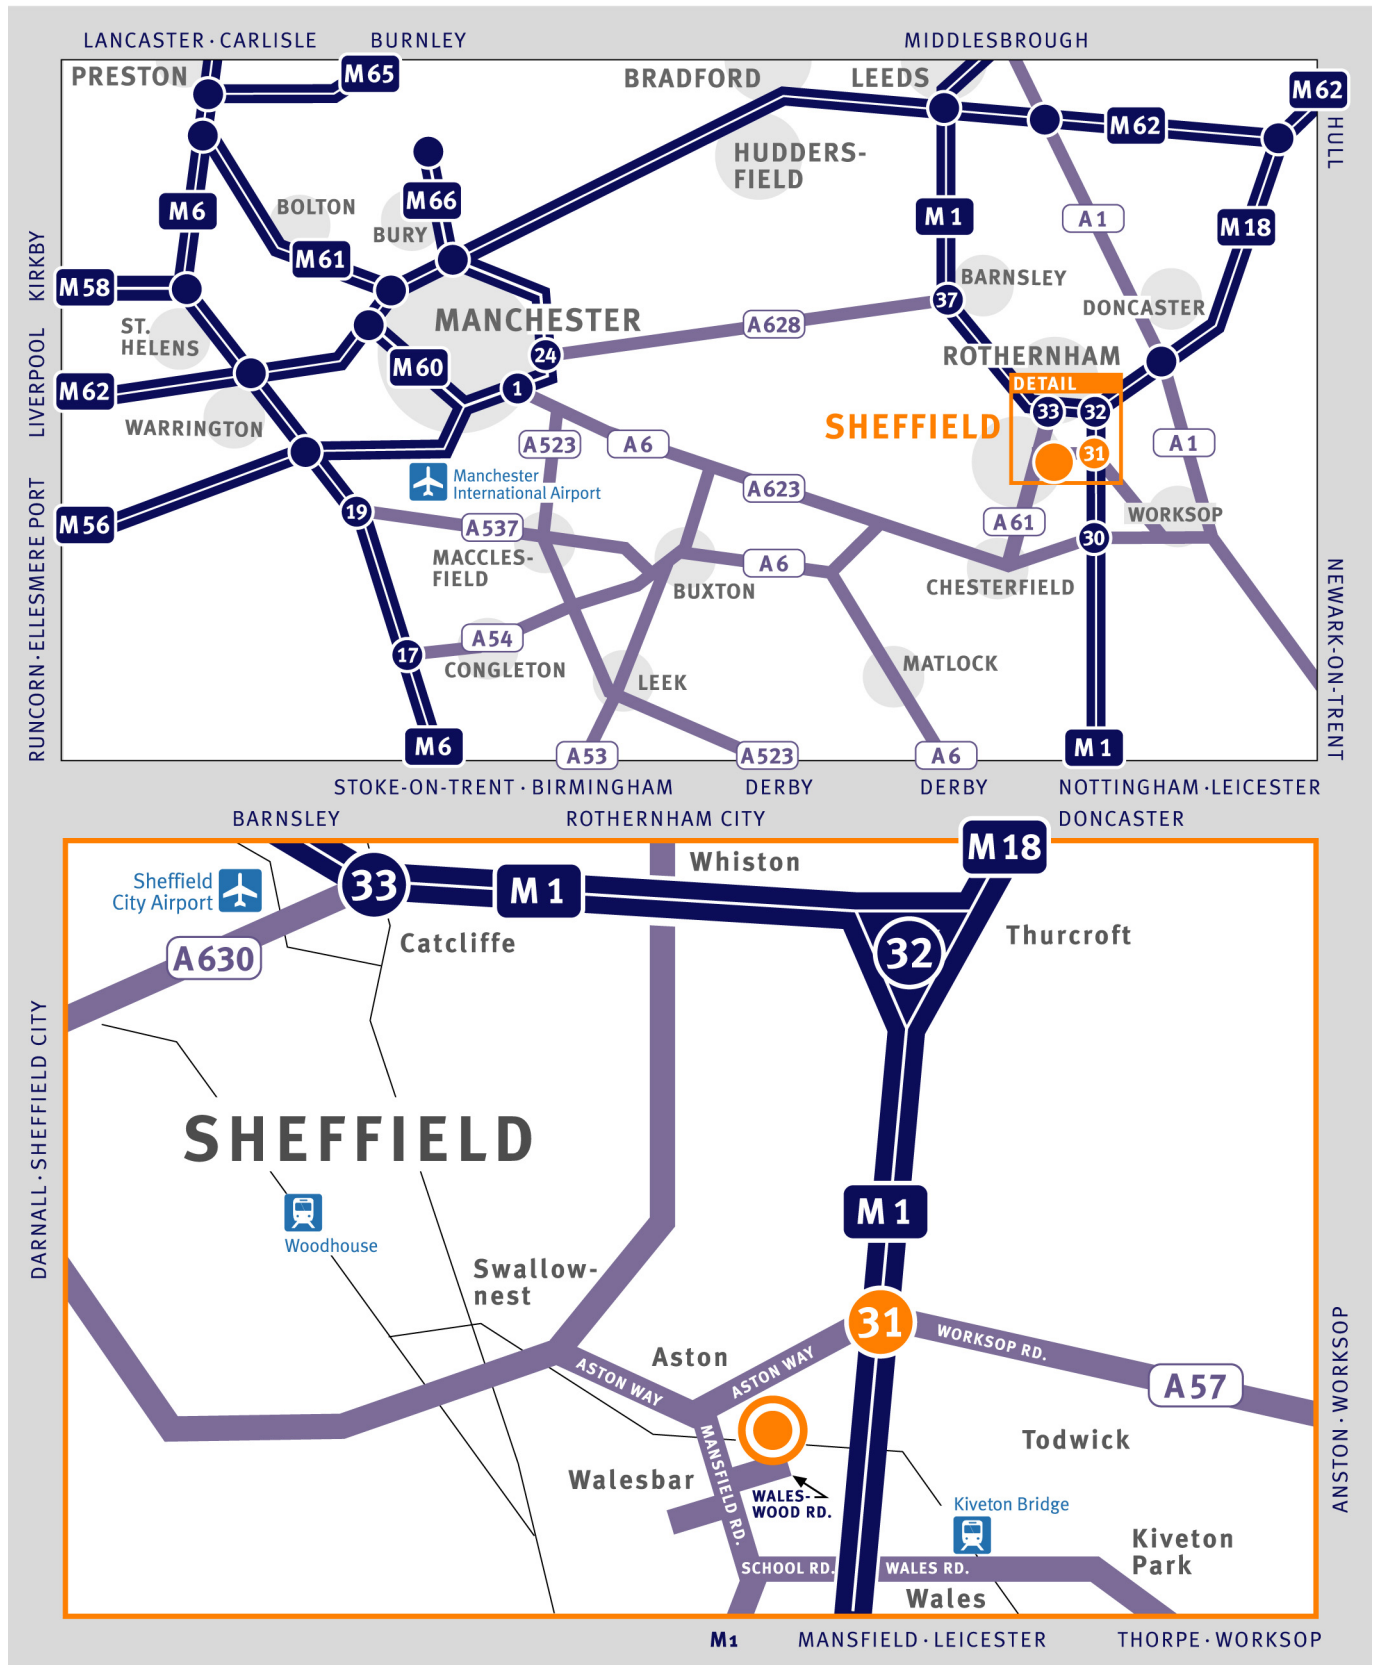 LANCASTER · CARLISLE
BURNLEY
MIDDLESBROUGH
PRESTON
M65
BRADFORD
LEEDS
M62
HULL
M62
HUDDERS-
FIELD
M6
BOLTON
M66
BURY
M1
A1
M18
KIRKBY
M58
M61
BARNSLEY
37
DONCASTER
ST.
HELENS
MANCHESTER
A628
24
ROTHERNHAM
LIVERPOOL
M62
M60
1
DETAIL
33
32
WARRINGTON
SHEFFIELD
31
A523
A6
A1
Manchester
International Airport
A623
RUNCORN · ELLESMERE PORT
M56
19
A537
A61
WORKSOP
30
MACCLES-
FIELD
A6
BUXTON
CHESTERFIELD
NEWARK-ON-TRENT
17
A54
CONGLETON
LEEK
MATLOCK
M6
A53
A523
A6
M1
STOKE-ON-TRENT · BIRMINGHAM
DERBY
DERBY
NOTTINGHAM · LEICESTER
BARNSLEY
ROTHERNHAM CITY
DONCASTER
M18
Whiston
Sheffield
City Airport
33
M1
A630
Catcliffe
32
Thurcroft
DARNALL · SHEFFIELD CITY
SHEFFIELD
M1
Woodhouse
Swallow-
nest
31
WORKSOP RD.
Aston
ASTON WAY
ASTON WAY
A57
ANSTON · WORKSOP
Todwick
MANSFIELD RD.
Walesbar
WALES-
WOOD RD.
Kiveton Bridge
Kiveton
Park
SCHOOL RD.
WALES RD.
Wales
M1
MANSFIELD · LEICESTER
THORPE · WORKSOP